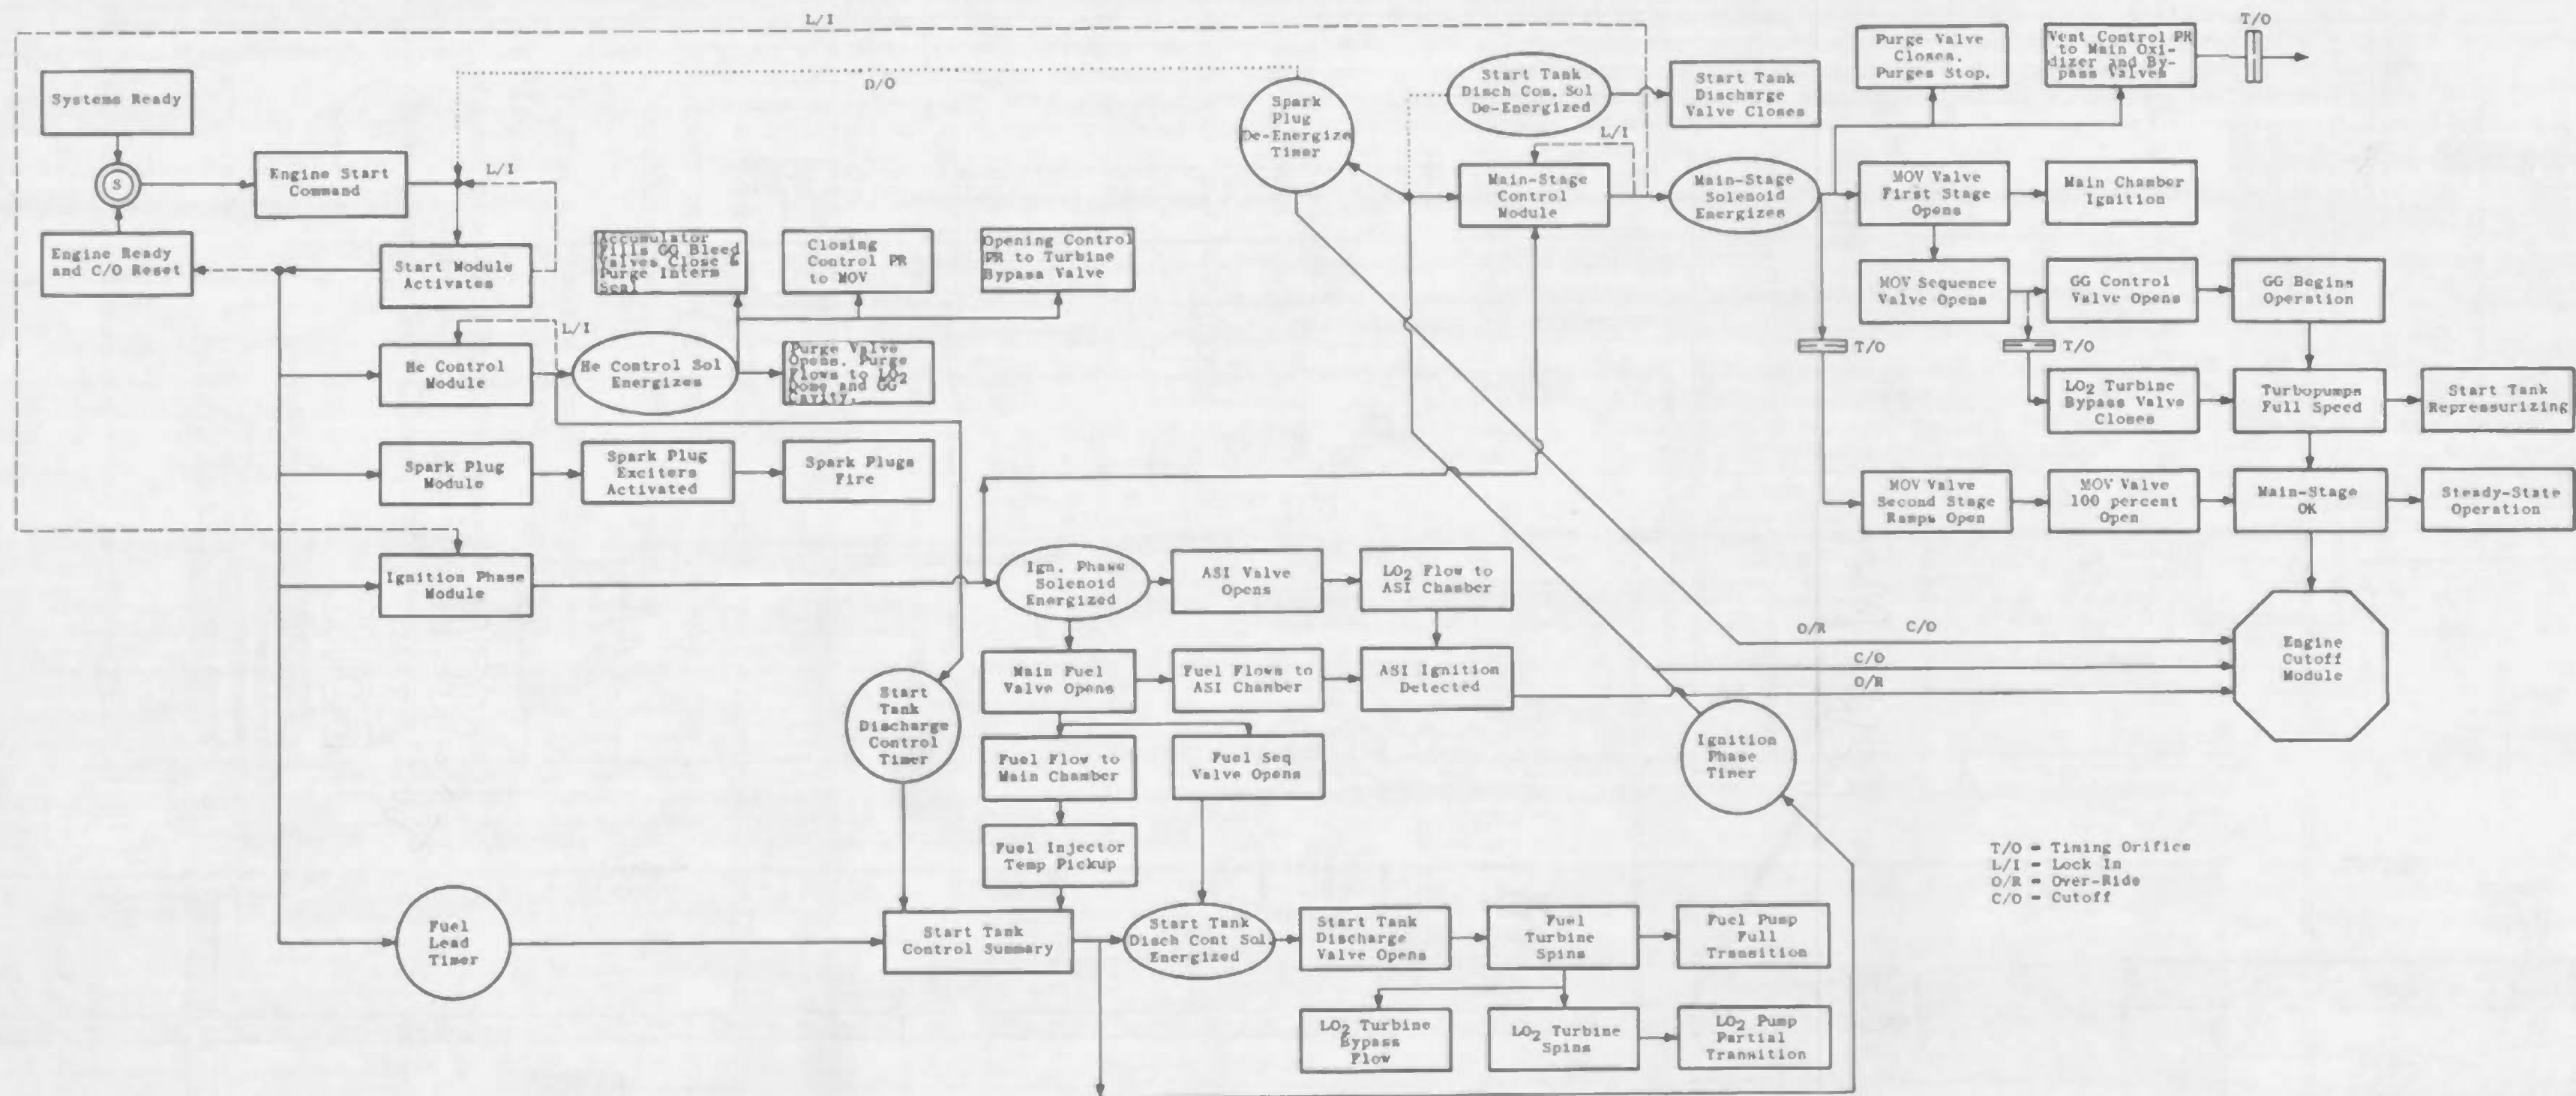 L/I
D/O
Systems Ready
S
Engine Start
Command
L/I
Engine Ready
and C/O Reset
Start Module
Activates
Accumulator
Fills GG Bleed
Valves Close &
Purge Interm
Seal
Closing
Control PR
to MOV
Opening Control
PR to Turbine
Bypass Valve
L/I
He Control
Module
He Control Sol
Energizes
Purge Valve
Opens. Purge
Flows to LO2
Dome and GG
Cavity.
Spark Plug
Module
Spark Plug
Exciters
Activated
Spark Plugs
Fire
Ignition Phase
Module
Spark
Plug
De-Energize
Timer
Start Tank
Disch Con. Sol
De-Energized
Start Tank
Discharge
Valve Closes
L/I
Main-Stage
Control
Module
Main-Stage
Solenoid
Energizes
Purge Valve
Closes.
Purges Stop.
Vent Control PR
to Main Oxi-
dizer and By-
pass Valves
T/O
MOV Valve
First Stage
Opens
Main Chamber
Ignition
MOV Sequence
Valve Opens
GG Control
Valve Opens
GG Begins
Operation
T/O
T/O
LO2 Turbine
Bypass Valve
Closes
Turbopumps
Full Speed
Start Tank
Repressurizing
MOV Valve
Second Stage
Ramps Open
MOV Valve
100 percent
Open
Main-Stage
OK
Steady-State
Operation
Ign. Phase
Solenoid
Energized
ASI Valve
Opens
LO2 Flow to
ASI Chamber
Main Fuel
Valve Opens
Fuel Flows to
ASI Chamber
ASI Ignition
Detected
O/R C/O
C/O
O/R
Engine
Cutoff
Module
Start
Tank
Discharge
Control
Timer
Fuel Flow to
Main Chamber
Fuel Seq
Valve Opens
Ignition
Phase
Timer
Fuel Injector
Temp Pickup
Fuel
Lead
Timer
Start Tank
Control Summary
Start Tank
Disch Cont Sol.
Energized
Start Tank
Discharge
Valve Opens
Fuel
Turbine
Spins
Fuel Pump
Full
Transition
LO2 Turbine
Bypass
Flow
LO2 Turbine
Spins
LO2 Pump
Partial
Transition
T/O = Timing Orifice
L/I = Lock In
O/R = Over-Ride
C/O = Cutoff